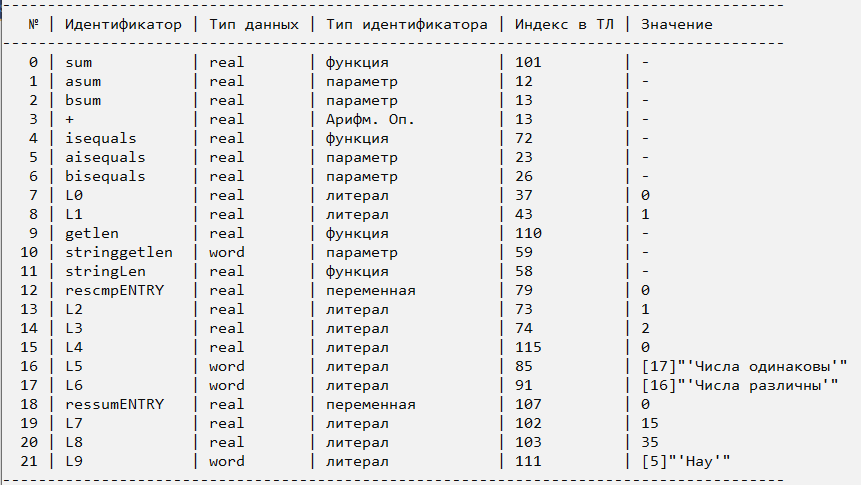 ---------------------------------------------------------------------------------------
№ | Идентификатор | Тип данных | Тип идентификатора | Индекс в ТЛ | Значение
---------------------------------------------------------------------------------------
0 | sum | real | функция | 101 | -
1 | asum | real | параметр | 12 | -
2 | bsum | real | параметр | 13 | -
3 | + | real | Арифм. Оп. | 13 | -
4 | isequals | real | функция | 72 | -
5 | aisequals | real | параметр | 23 | -
6 | bisequals | real | параметр | 26 | -
7 | L0 | real | литерал | 37 | 0
8 | L1 | real | литерал | 43 | 1
9 | getlen | real | функция | 110 | -
10 | stringgetlen | word | параметр | 59 | -
11 | stringLen | real | функция | 58 | -
12 | rescmpENTRY | real | переменная | 79 | 0
13 | L2 | real | литерал | 73 | 1
14 | L3 | real | литерал | 74 | 2
15 | L4 | real | литерал | 115 | 0
16 | L5 | word | литерал | 85 | [17]"'Числа одинаковы'"
17 | L6 | word | литерал | 91 | [16]"'Числа различны'"
18 | ressumENTRY | real | переменная | 107 | 0
19 | L7 | real | литерал | 102 | 15
20 | L8 | real | литерал | 103 | 35
21 | L9 | word | литерал | 111 | [5]"'Hay'"
---------------------------------------------------------------------------------------